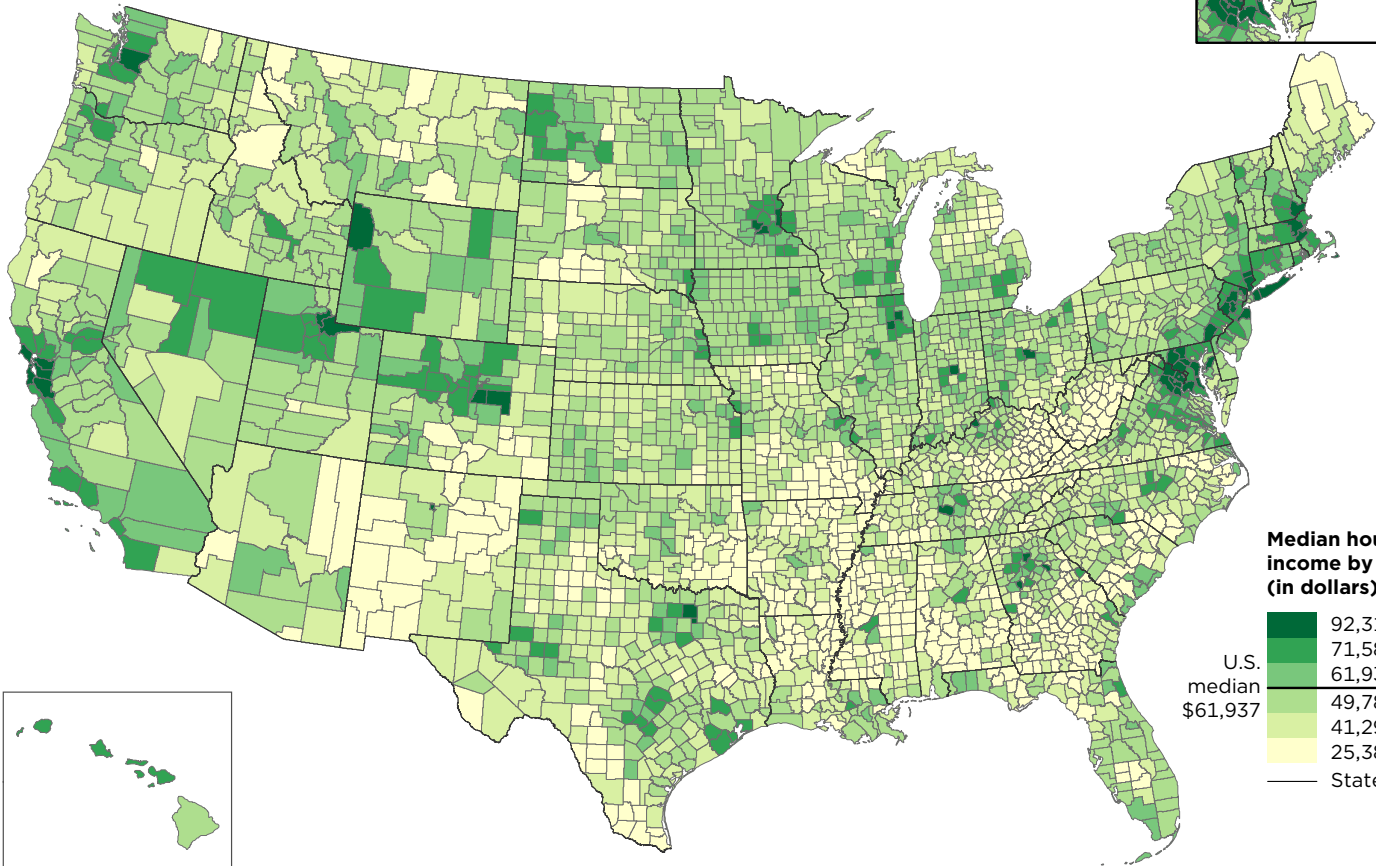 Median hou
income by
(in dollars)
92,31
71,58
61,93
49,78
41,29
25,38
State
U.S.
median
$61,937